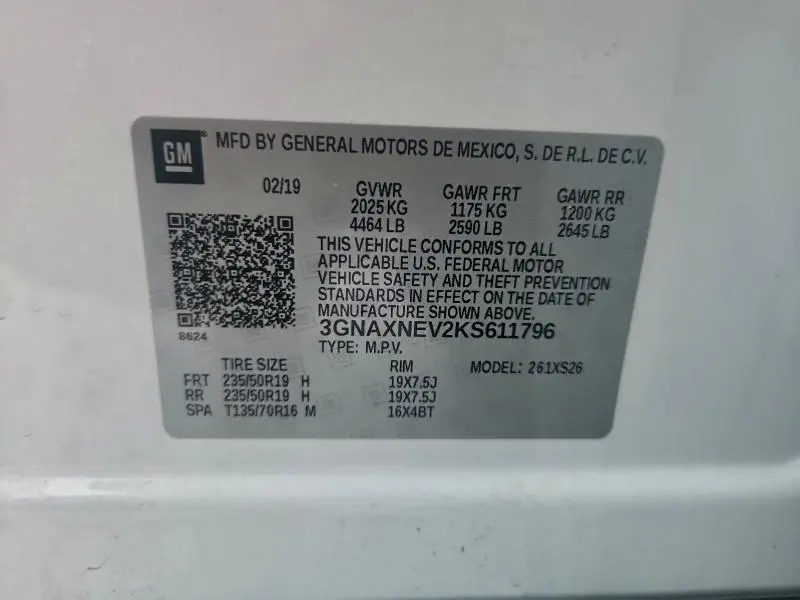 GM® MFD BY GENERAL MOTORS DE MEXICO, S. DE R.L. DE C.V.
02/19 GVWR GAWR FRT GAWR RR
2025 KG 1175 KG 1200 KG
4464 LB 2590 LB 2645 LB
THIS VEHICLE CONFORMS TO ALL
APPLICABLE U.S. FEDERAL MOTOR
VEHICLE SAFETY AND THEFT PREVENTION
STANDARDS IN EFFECT ON THE DATE OF
MANUFACTURE SHOWN ABOVE.
8624
3GNAXNEV2KS611796
TYPE: M.P.V.
TIRE SIZE RIM MODEL: 261XS26
FRT 235/50R19 H 19X7.5J
RR 235/50R19 H 19X7.5J
SPA T135/70R16 M 16X4BT